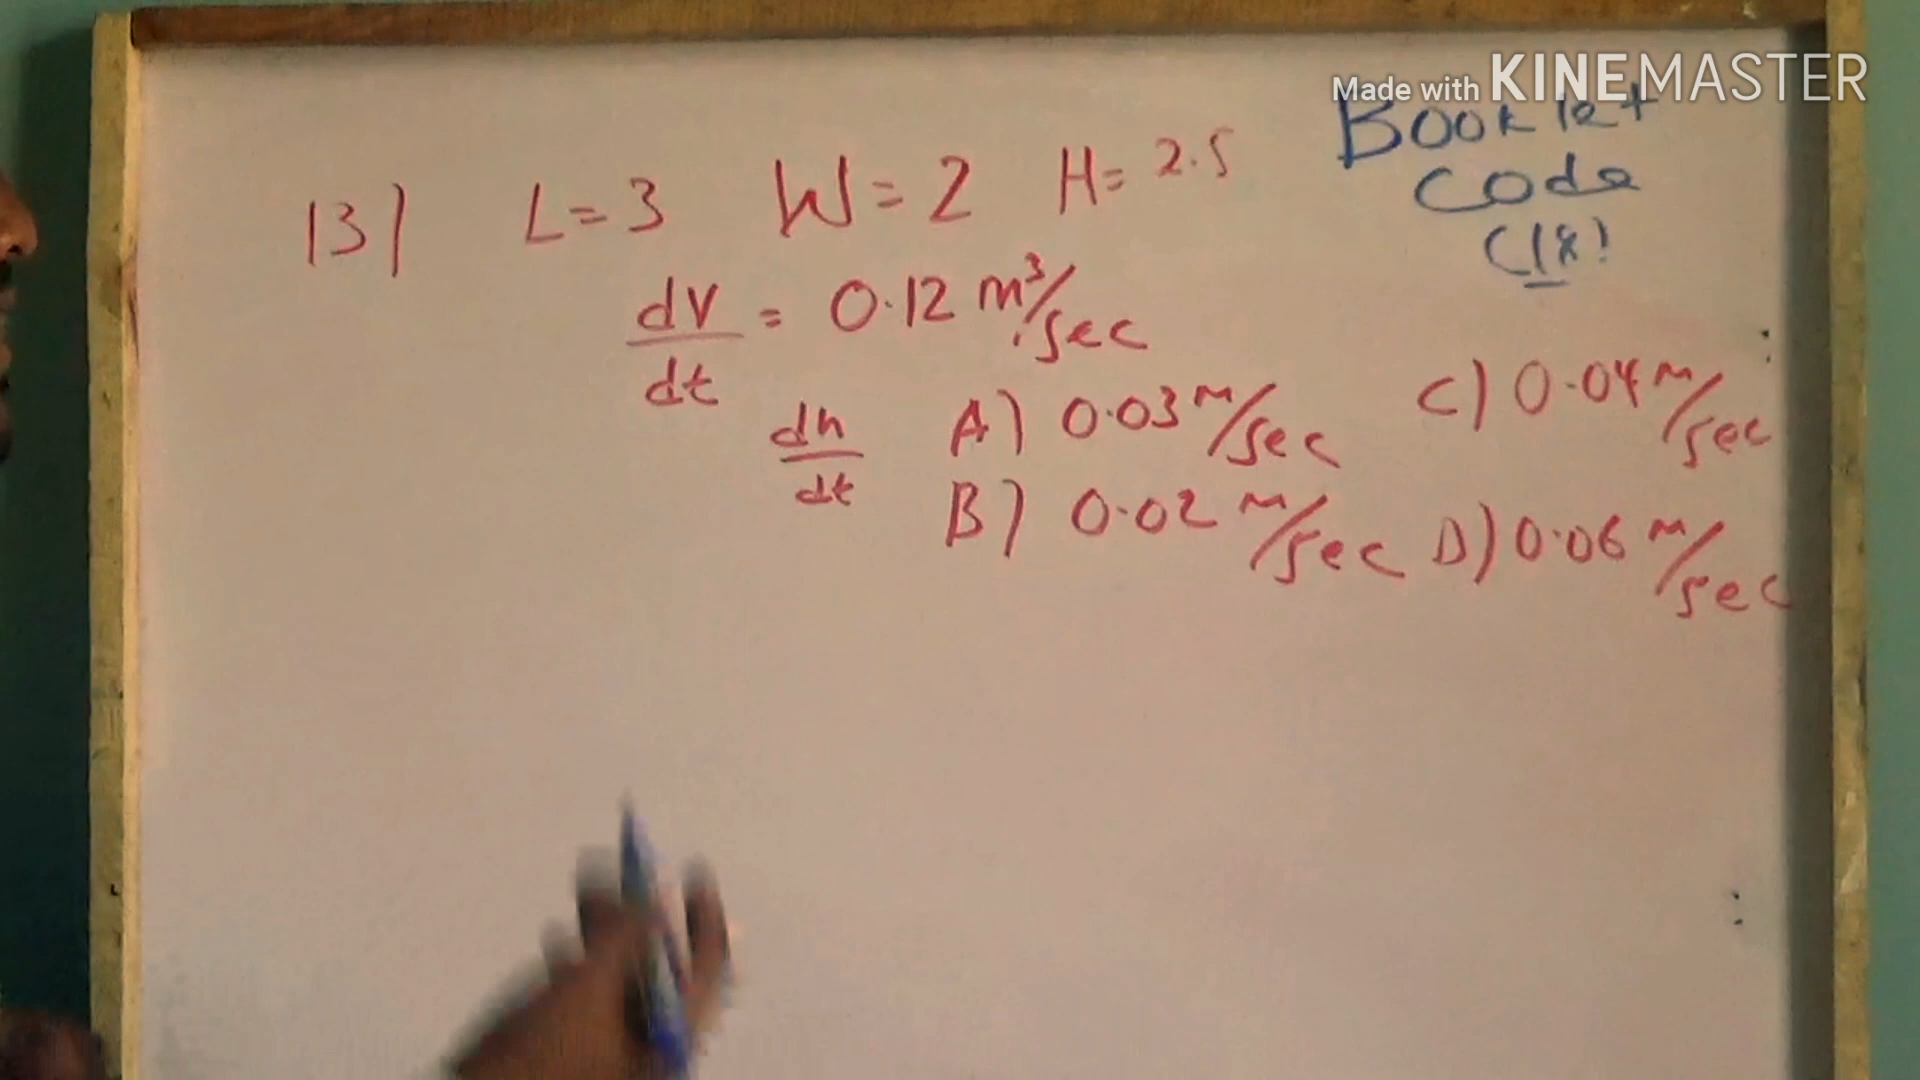 Made with KINEMASTER
Booklet
Code
C18!
13) L=3 W=2 H=2.5
dV/dt = 0.12 m³/sec
dh/dt A) 0.03 m/sec C) 0.04 m/sec
B) 0.02 m/sec D) 0.06 m/sec